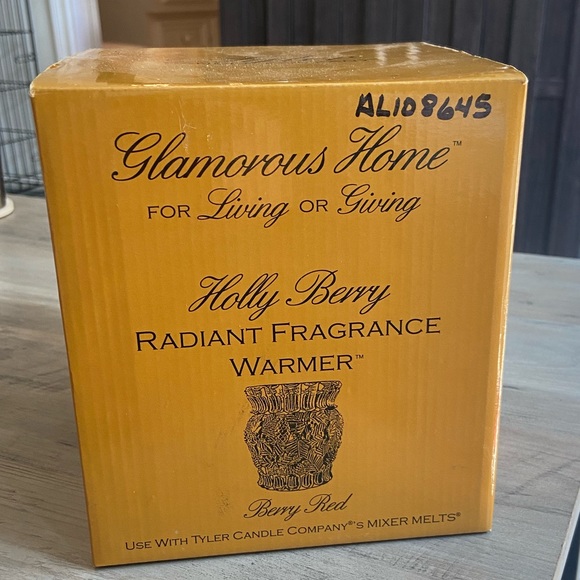 AL108645
Glamorous Home™
FOR Living OR Giving
Holly Berry
RADIANT FRAGRANCE
WARMER™
Berry Red
USE WITH TYLER CANDLE COMPANY®'S MIXER MELTS®